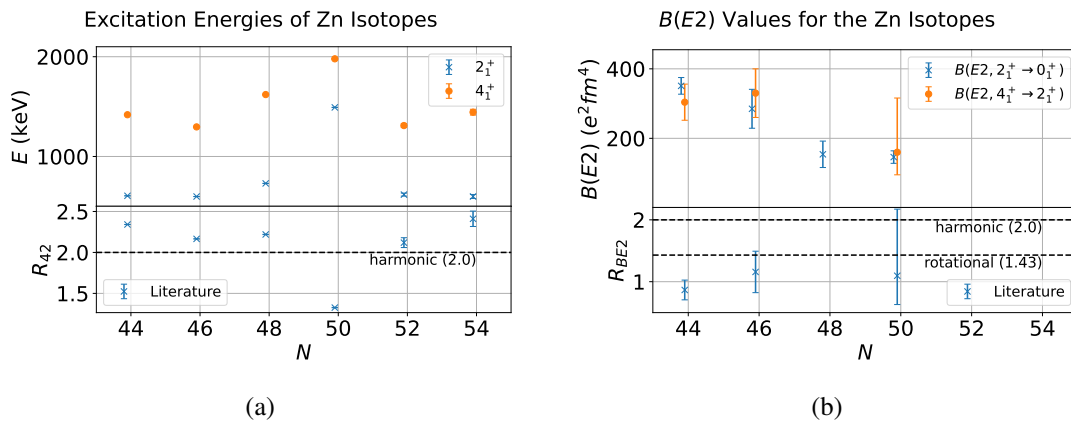 Excitation Energies of Zn Isotopes
2000
1000
E (keV)
2₁⁺
4₁⁺
2.5
2.0
1.5
R₄₂
harmonic (2.0)
Literature
44 46 48 50 52 54
N
(a)
B(E2) Values for the Zn Isotopes
400
200
B(E2) (e²fm⁴)
B(E2, 2₁⁺ → 0₁⁺)
B(E2, 4₁⁺ → 2₁⁺)
2
1
R_{BE2}
harmonic (2.0)
rotational (1.43)
Literature
44 46 48 50 52 54
N
(b)